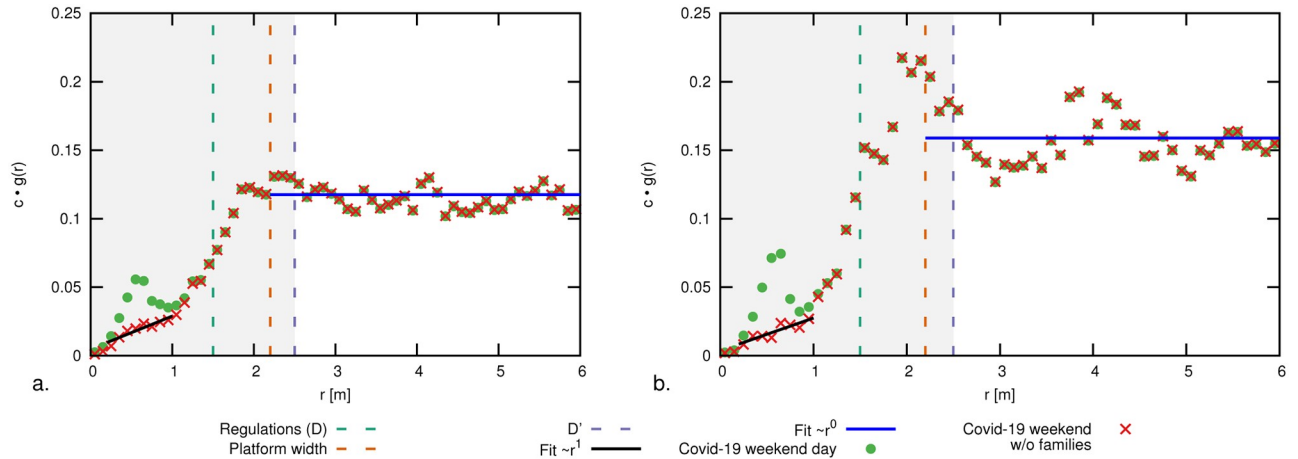 0.25
0.2
0.15
0.1
0.05
0
c • g(r)
0 1 2 3 4 5 6
r [m]
a.
0.25
0.2
0.15
0.1
0.05
0
c • g(r)
0 1 2 3 4 5 6
r [m]
b.
Regulations (D)
Platform width
D'
Fit ~r¹
Fit ~r⁰
Covid-19 weekend day
Covid-19 weekend
w/o families